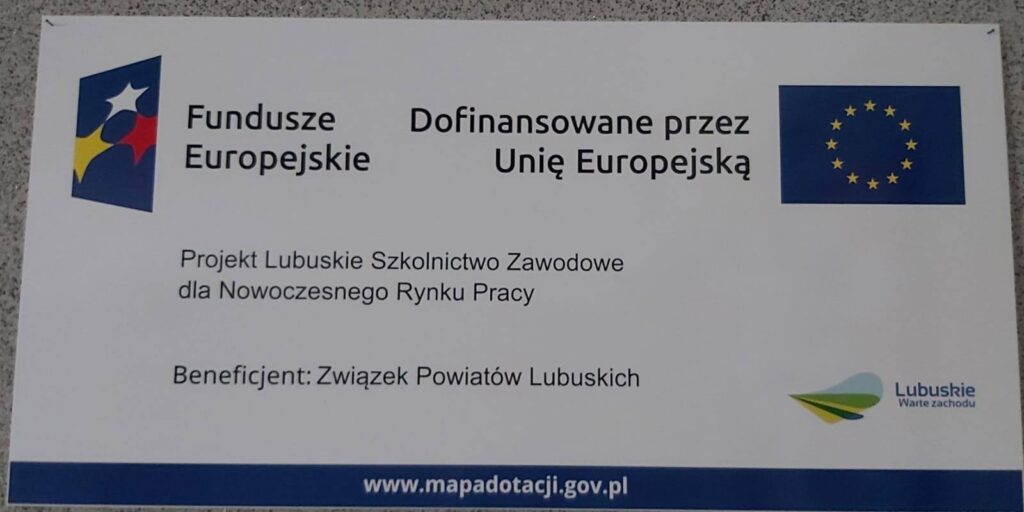 Fundusze
Europejskie
Dofinansowane przez
Unię Europejską
Projekt Lubuskie Szkolnictwo Zawodowe
dla Nowoczesnego Rynku Pracy
Beneficjent: Związek Powiatów Lubuskich
Lubuskie
Warte zachodu
www.mapadotacji.gov.pl